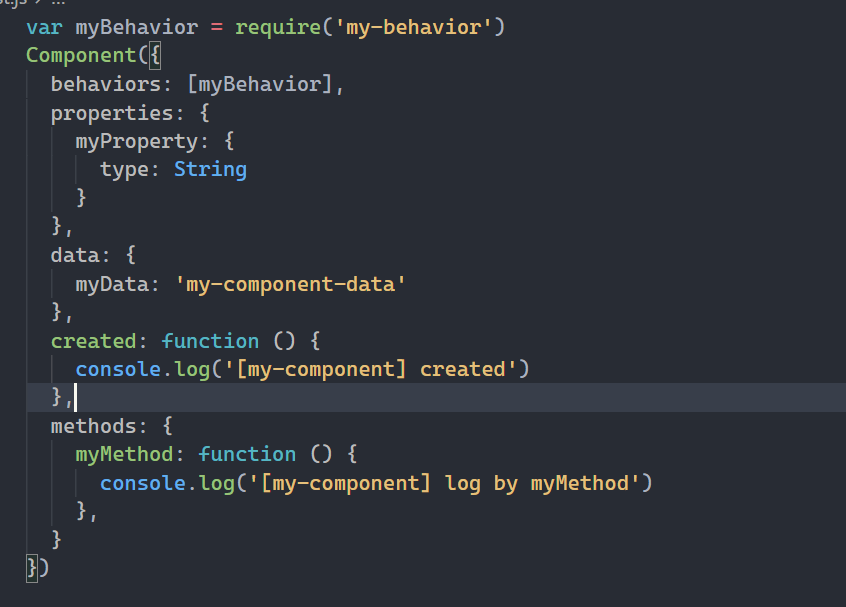 st.js > ...
var myBehavior = require('my-behavior')
Component({
  behaviors: [myBehavior],
  properties: {
    myProperty: {
      type: String
    }
  },
  data: {
    myData: 'my-component-data'
  },
  created: function () {
    console.log('[my-component] created')
  },
  methods: {
    myMethod: function () {
      console.log('[my-component] log by myMethod')
    },
  }
})